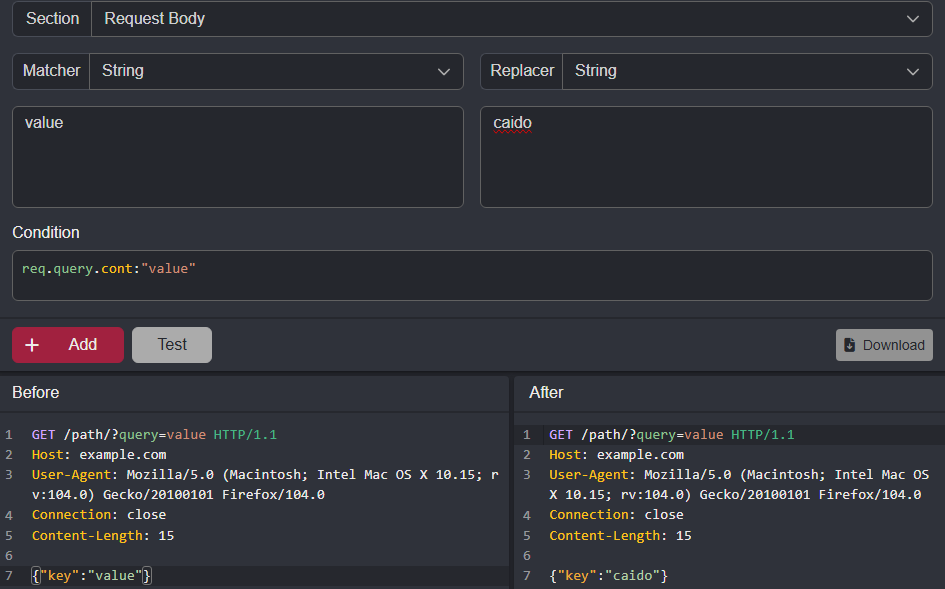 Section Request Body
Matcher String Replacer String
value caido
Condition
req.query.cont:"value"
+ Add Test Download
Before After
1 GET /path/?query=value HTTP/1.1
2 Host: example.com
3 User-Agent: Mozilla/5.0 (Macintosh; Intel Mac OS X 10.15; r
v:104.0) Gecko/20100101 Firefox/104.0
4 Connection: close
5 Content-Length: 15
6
7 {"key":"value"}
1 GET /path/?query=value HTTP/1.1
2 Host: example.com
3 User-Agent: Mozilla/5.0 (Macintosh; Intel Mac OS
X 10.15; rv:104.0) Gecko/20100101 Firefox/104.0
4 Connection: close
5 Content-Length: 15
6
7 {"key":"caido"}